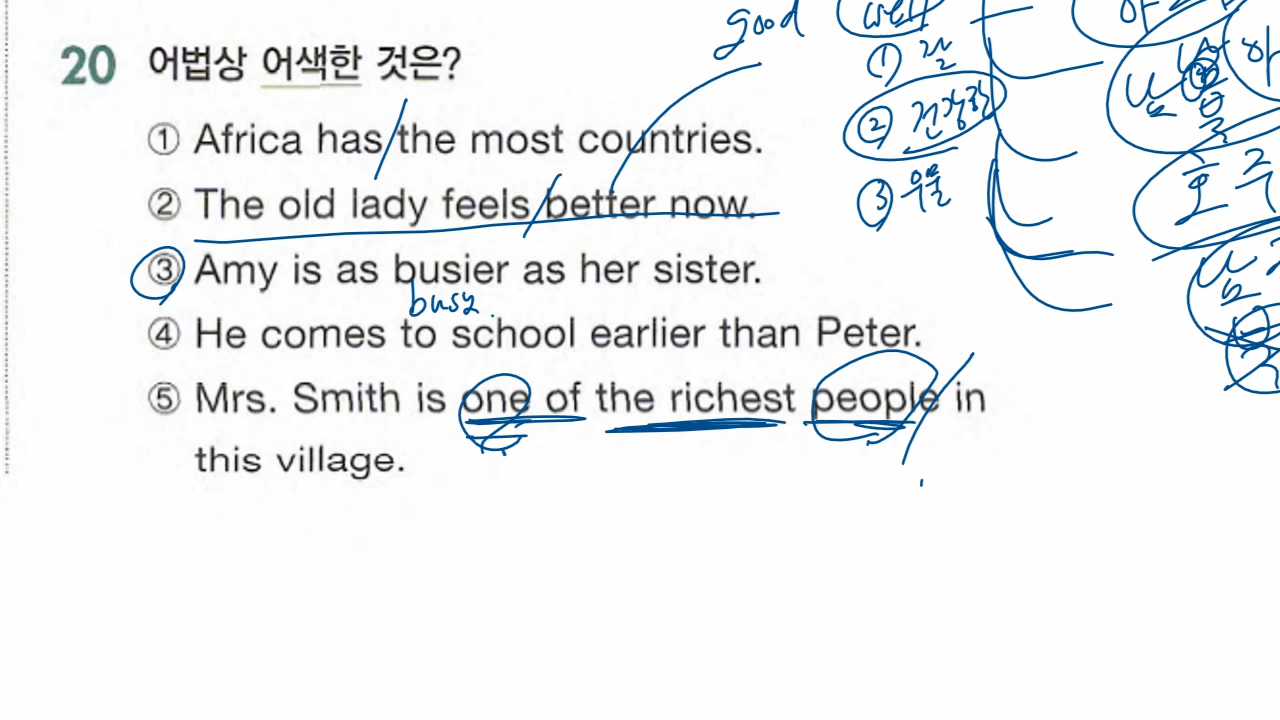 good well
① 잘
② 건강한
③ 우물
20 어법상 어색한 것은?
① Africa has the most countries.
② The old lady feels better now.
③ Amy is as busier as her sister.
busy.
④ He comes to school earlier than Peter.
⑤ Mrs. Smith is one of the richest people in
this village.